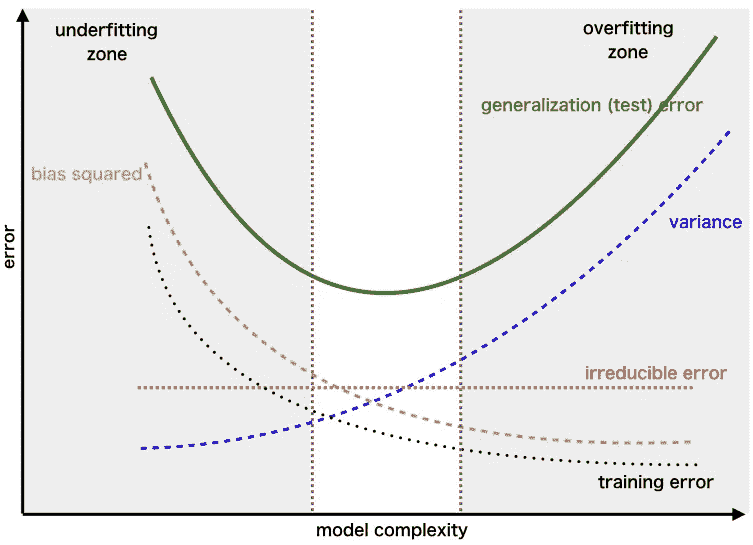 underfitting
zone
overfitting
zone
generalization (test) error
bias squared
variance
error
irreducible error
training error
model complexity